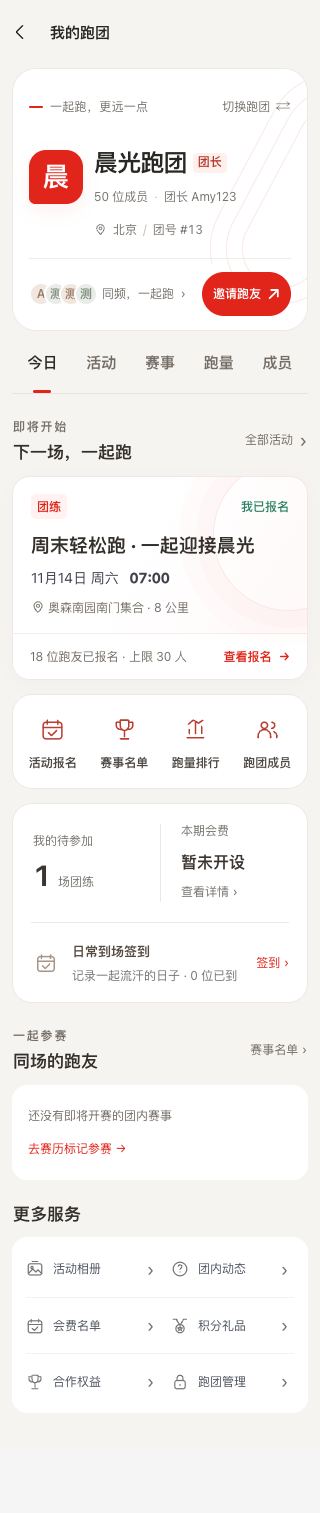 我的跑团
一起跑，更远一点
切换跑团
晨
晨光跑团 团长
50 位成员 · 团长 Amy123
北京 / 团号 #13
A 测 测 测 同频，一起跑 ›
邀请跑友
今日 活动 赛事 跑量 成员
即将开始
下一场，一起跑
全部活动 ›
团练
我已报名
周末轻松跑 · 一起迎接晨光
11月14日 周六 07:00
奥森南园南门集合 · 8 公里
18 位跑友已报名 · 上限 30 人
查看报名 →
活动报名 赛事名单 跑量排行 跑团成员
我的待参加
1 场团练
本期会费
暂未开设
查看详情 ›
日常到场签到
记录一起流汗的日子 · 0 位已到
签到 ›
一起参赛
同场的跑友
赛事名单 ›
还没有即将开赛的团内赛事
去赛历标记参赛 →
更多服务
活动相册 › 团内动态 ›
会费名单 › 积分礼品 ›
合作权益 › 跑团管理 ›